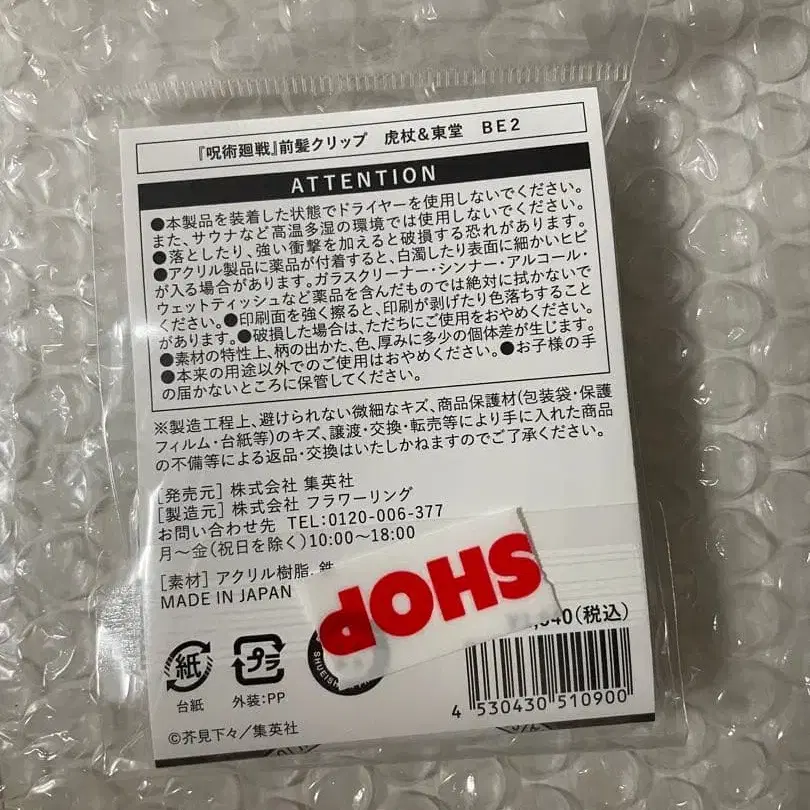 『呪術廻戦』前髪クリップ 虎杖&東堂 BE2
ATTENTION
●本製品を装着した状態でドライヤーを使用しないでください。
また、サウナなど高温多湿の環境では使用しないでください。
●落としたり、強い衝撃を加えると破損する恐れがあります。
●アクリル製品に薬品が付着すると、白濁したり表面に細かいヒビ
が入る場合があります。ガラスクリーナー・シンナー・アルコール・
ウェットティッシュなど薬品を含んだものでは絶対に拭かないで
ください。●印刷面を強く擦ると、印刷が剥げたり色落ちすること
があります。●破損した場合は、ただちにご使用をおやめください。
●素材の特性上、柄の出かた、色、厚みに多少の個体差が生じます。
●本来の用途以外でのご使用はおやめください。●お子様の手
の届かないところに保管してください。
※製造工程上、避けられない微細なキズ、商品保護材(包装袋・保護
フィルム・台紙等)のキズ、譲渡・交換・転売等により手に入れた商品
の不備等による返品・交換はいたしかねますのでご了承ください。
[発売元] 株式会社 集英社
[製造元] 株式会社 フラワーリング
お問い合わせ先 TEL:0120-006-377
月〜金(祝日を除く)10:00〜18:00
[素材] アクリル樹脂、鉄
MADE IN JAPAN
SHOP
40(税込)
紙
台紙
プラ
外装:PP
SHUEISH
4 530430 510900
©芥見下々/集英社